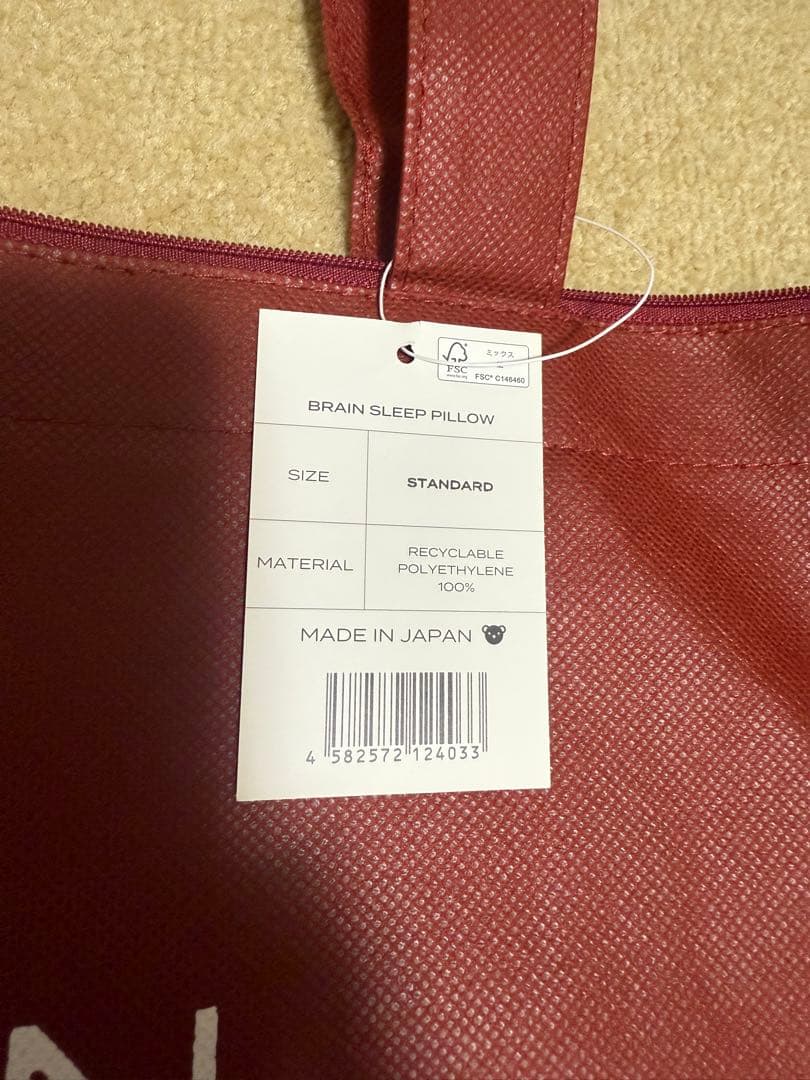 FSC
ミックス
FSC® C146460
BRAIN SLEEP PILLOW
SIZE
STANDARD
MATERIAL
RECYCLABLE
POLYETHYLENE
100%
MADE IN JAPAN
4 582572 124033